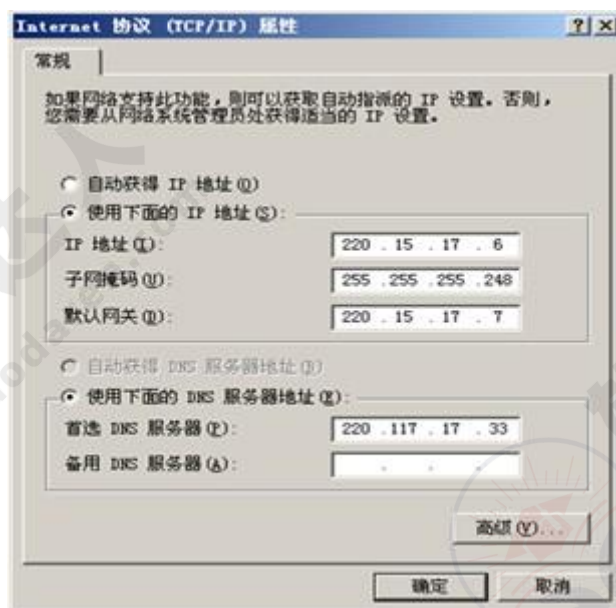 Internet 协议 (TCP/IP) 属性
常规
如果网络支持此功能，则可以获取自动指派的 IP 设置。否则，
您需要从网络系统管理员处获得适当的 IP 设置。
自动获得 IP 地址(O)
使用下面的 IP 地址(S):
IP 地址(I): 220 . 15 . 17 . 6
子网掩码(U): 255 .255 .255 .248
默认网关(D): 220 . 15 . 17 . 7
自动获得 DNS 服务器地址(B)
使用下面的 DNS 服务器地址(E):
首选 DNS 服务器(P): 220 .117 . 17 . 33
备用 DNS 服务器(A): . . .
高级(V)...
确定 取消